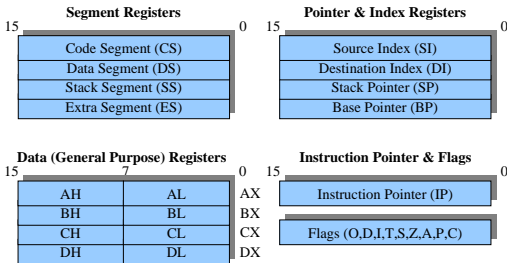 Segment Registers
15 0
Code Segment (CS)
Data Segment (DS)
Stack Segment (SS)
Extra Segment (ES)
Pointer & Index Registers
15 0
Source Index (SI)
Destination Index (DI)
Stack Pointer (SP)
Base Pointer (BP)
Data (General Purpose) Registers
15 7 0
AH AL AX
BH BL BX
CH CL CX
DH DL DX
Instruction Pointer & Flags
15 0
Instruction Pointer (IP)
Flags (O,D,I,T,S,Z,A,P,C)